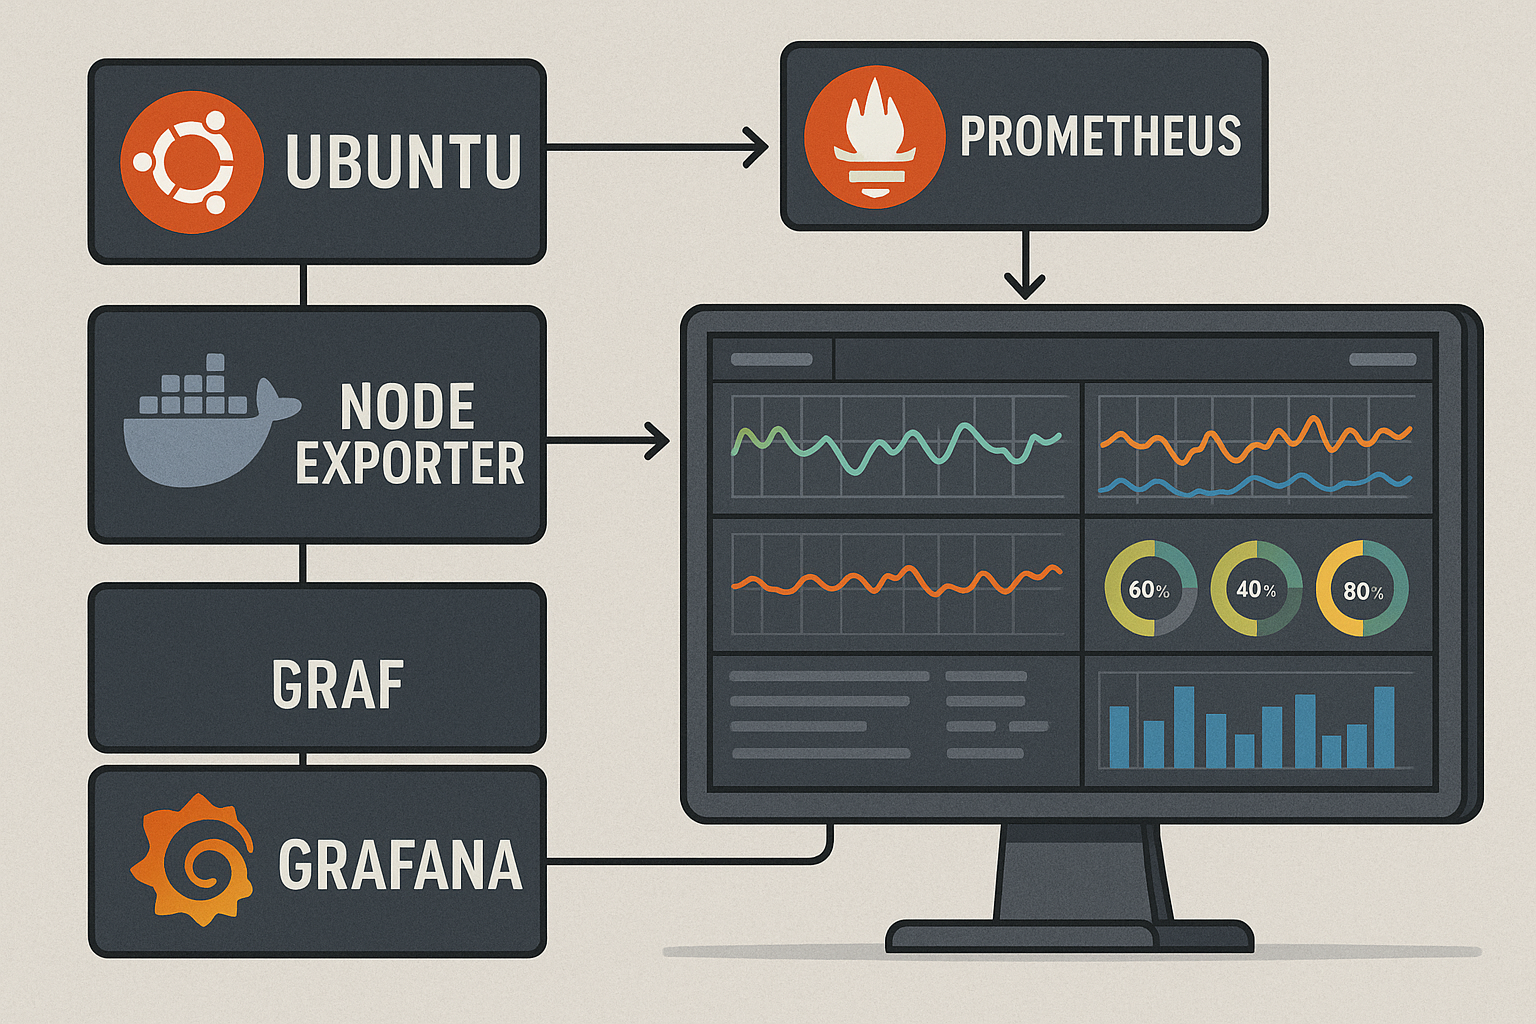 UBUNTU
PROMETHEUS
NODE
EXPORTER
GRAF
GRAFANA
60%
40%
80%